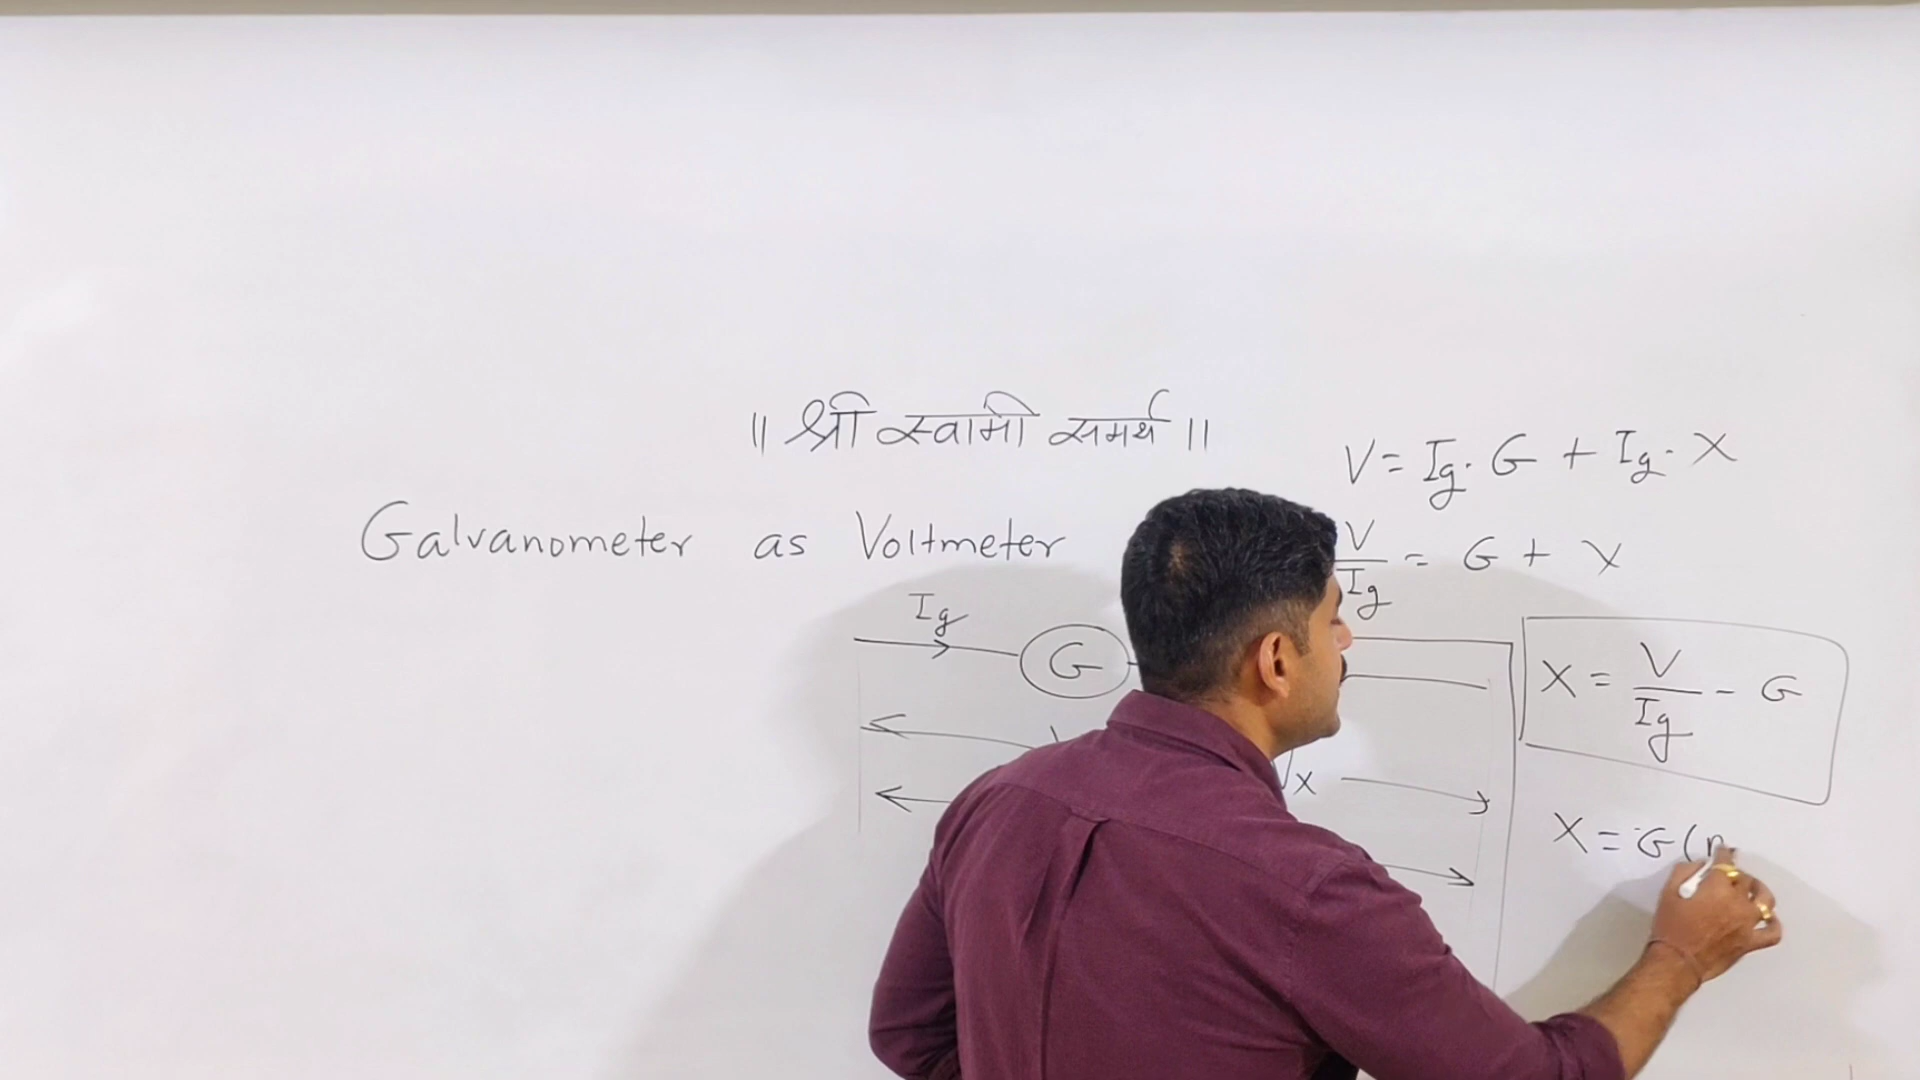 ॥ श्री स्वामी समर्थ ॥
Galvanometer as Voltmeter
Ig
G
X
V = Ig . G + Ig . X
V/Ig = G + X
X = V/Ig - G
X = G(n